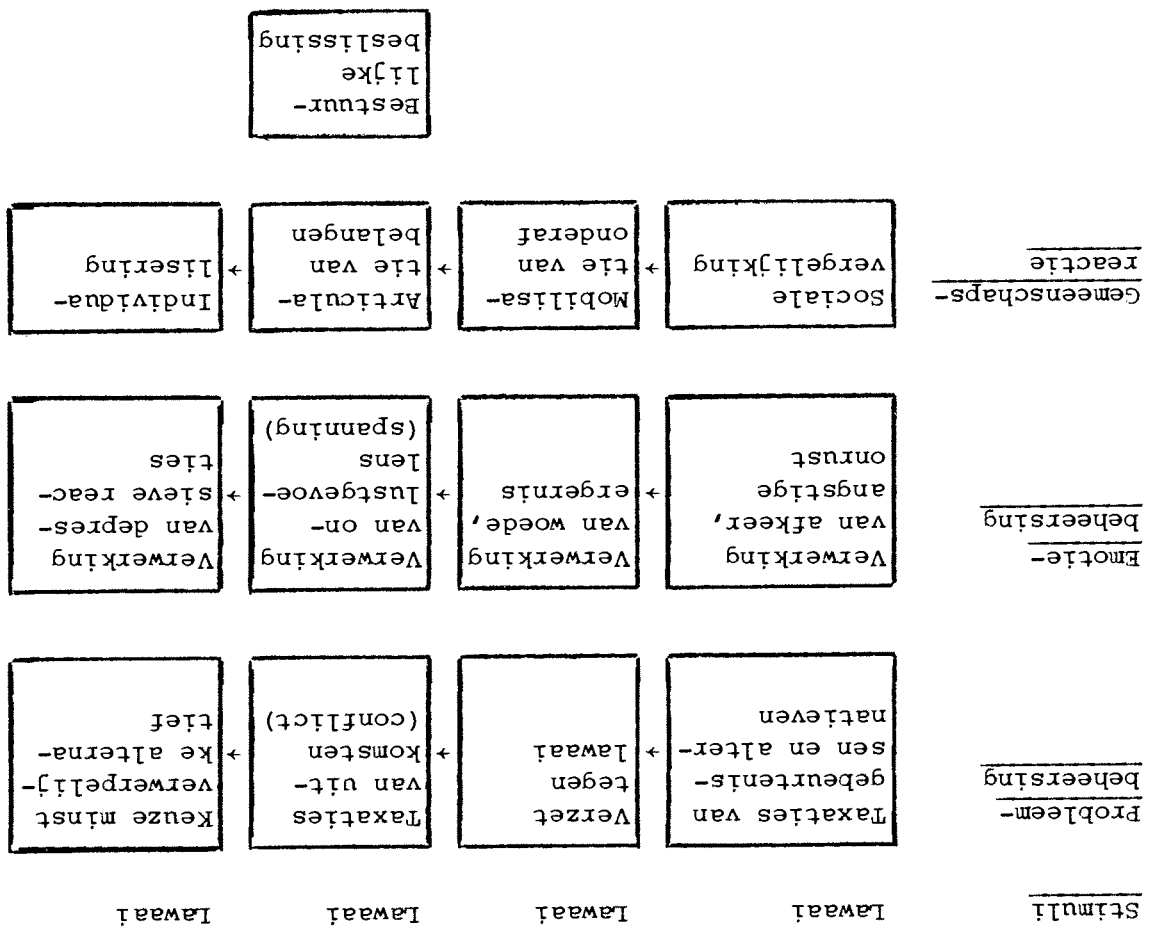 Stimuli
Lawaai
Lawaai
Lawaai
Lawaai
Probleem-
beheersing
Taxaties van
gebeurtenis-
sen en alter-
natieven
Verzet
tegen
lawaai
Taxaties
van uit-
komsten
(conflict)
Keuze minst
verwerpelij-
ke alterna-
tief
Emotie-
beheersing
Verwerking
van afkeer,
angstige
onrust
Verwerking
van woede,
ergernis
Verwerking
van on-
lustgevoe-
lens
(spanning)
Verwerking
van depres-
sieve reac-
ties
Gemeenschaps-
reactie
Sociale
vergelijking
Mobilisa-
tie van
onderaf
Articula-
tie van
belangen
Individua-
lisering
Bestuur-
lijke
beslissing